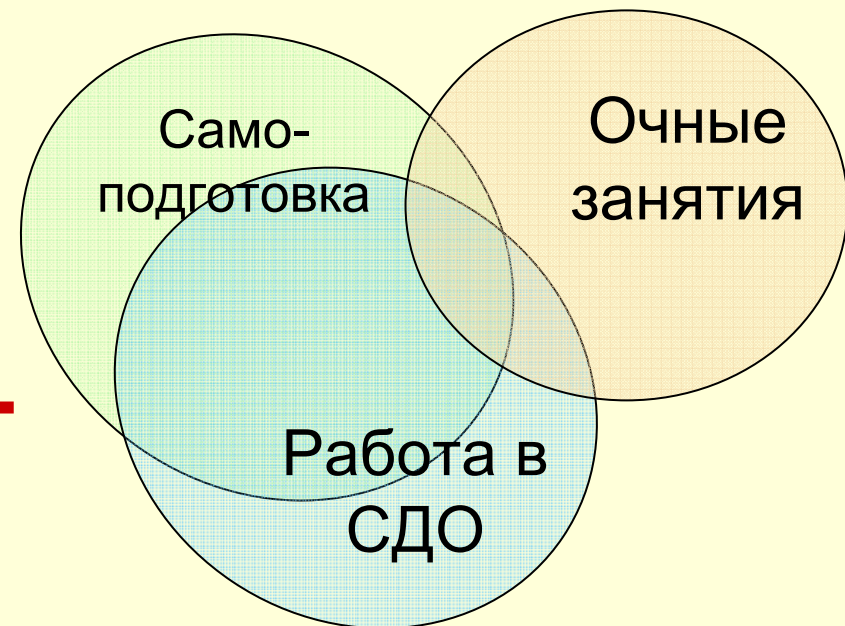 Само-
подготовка
Очные
занятия
Работа в
СДО